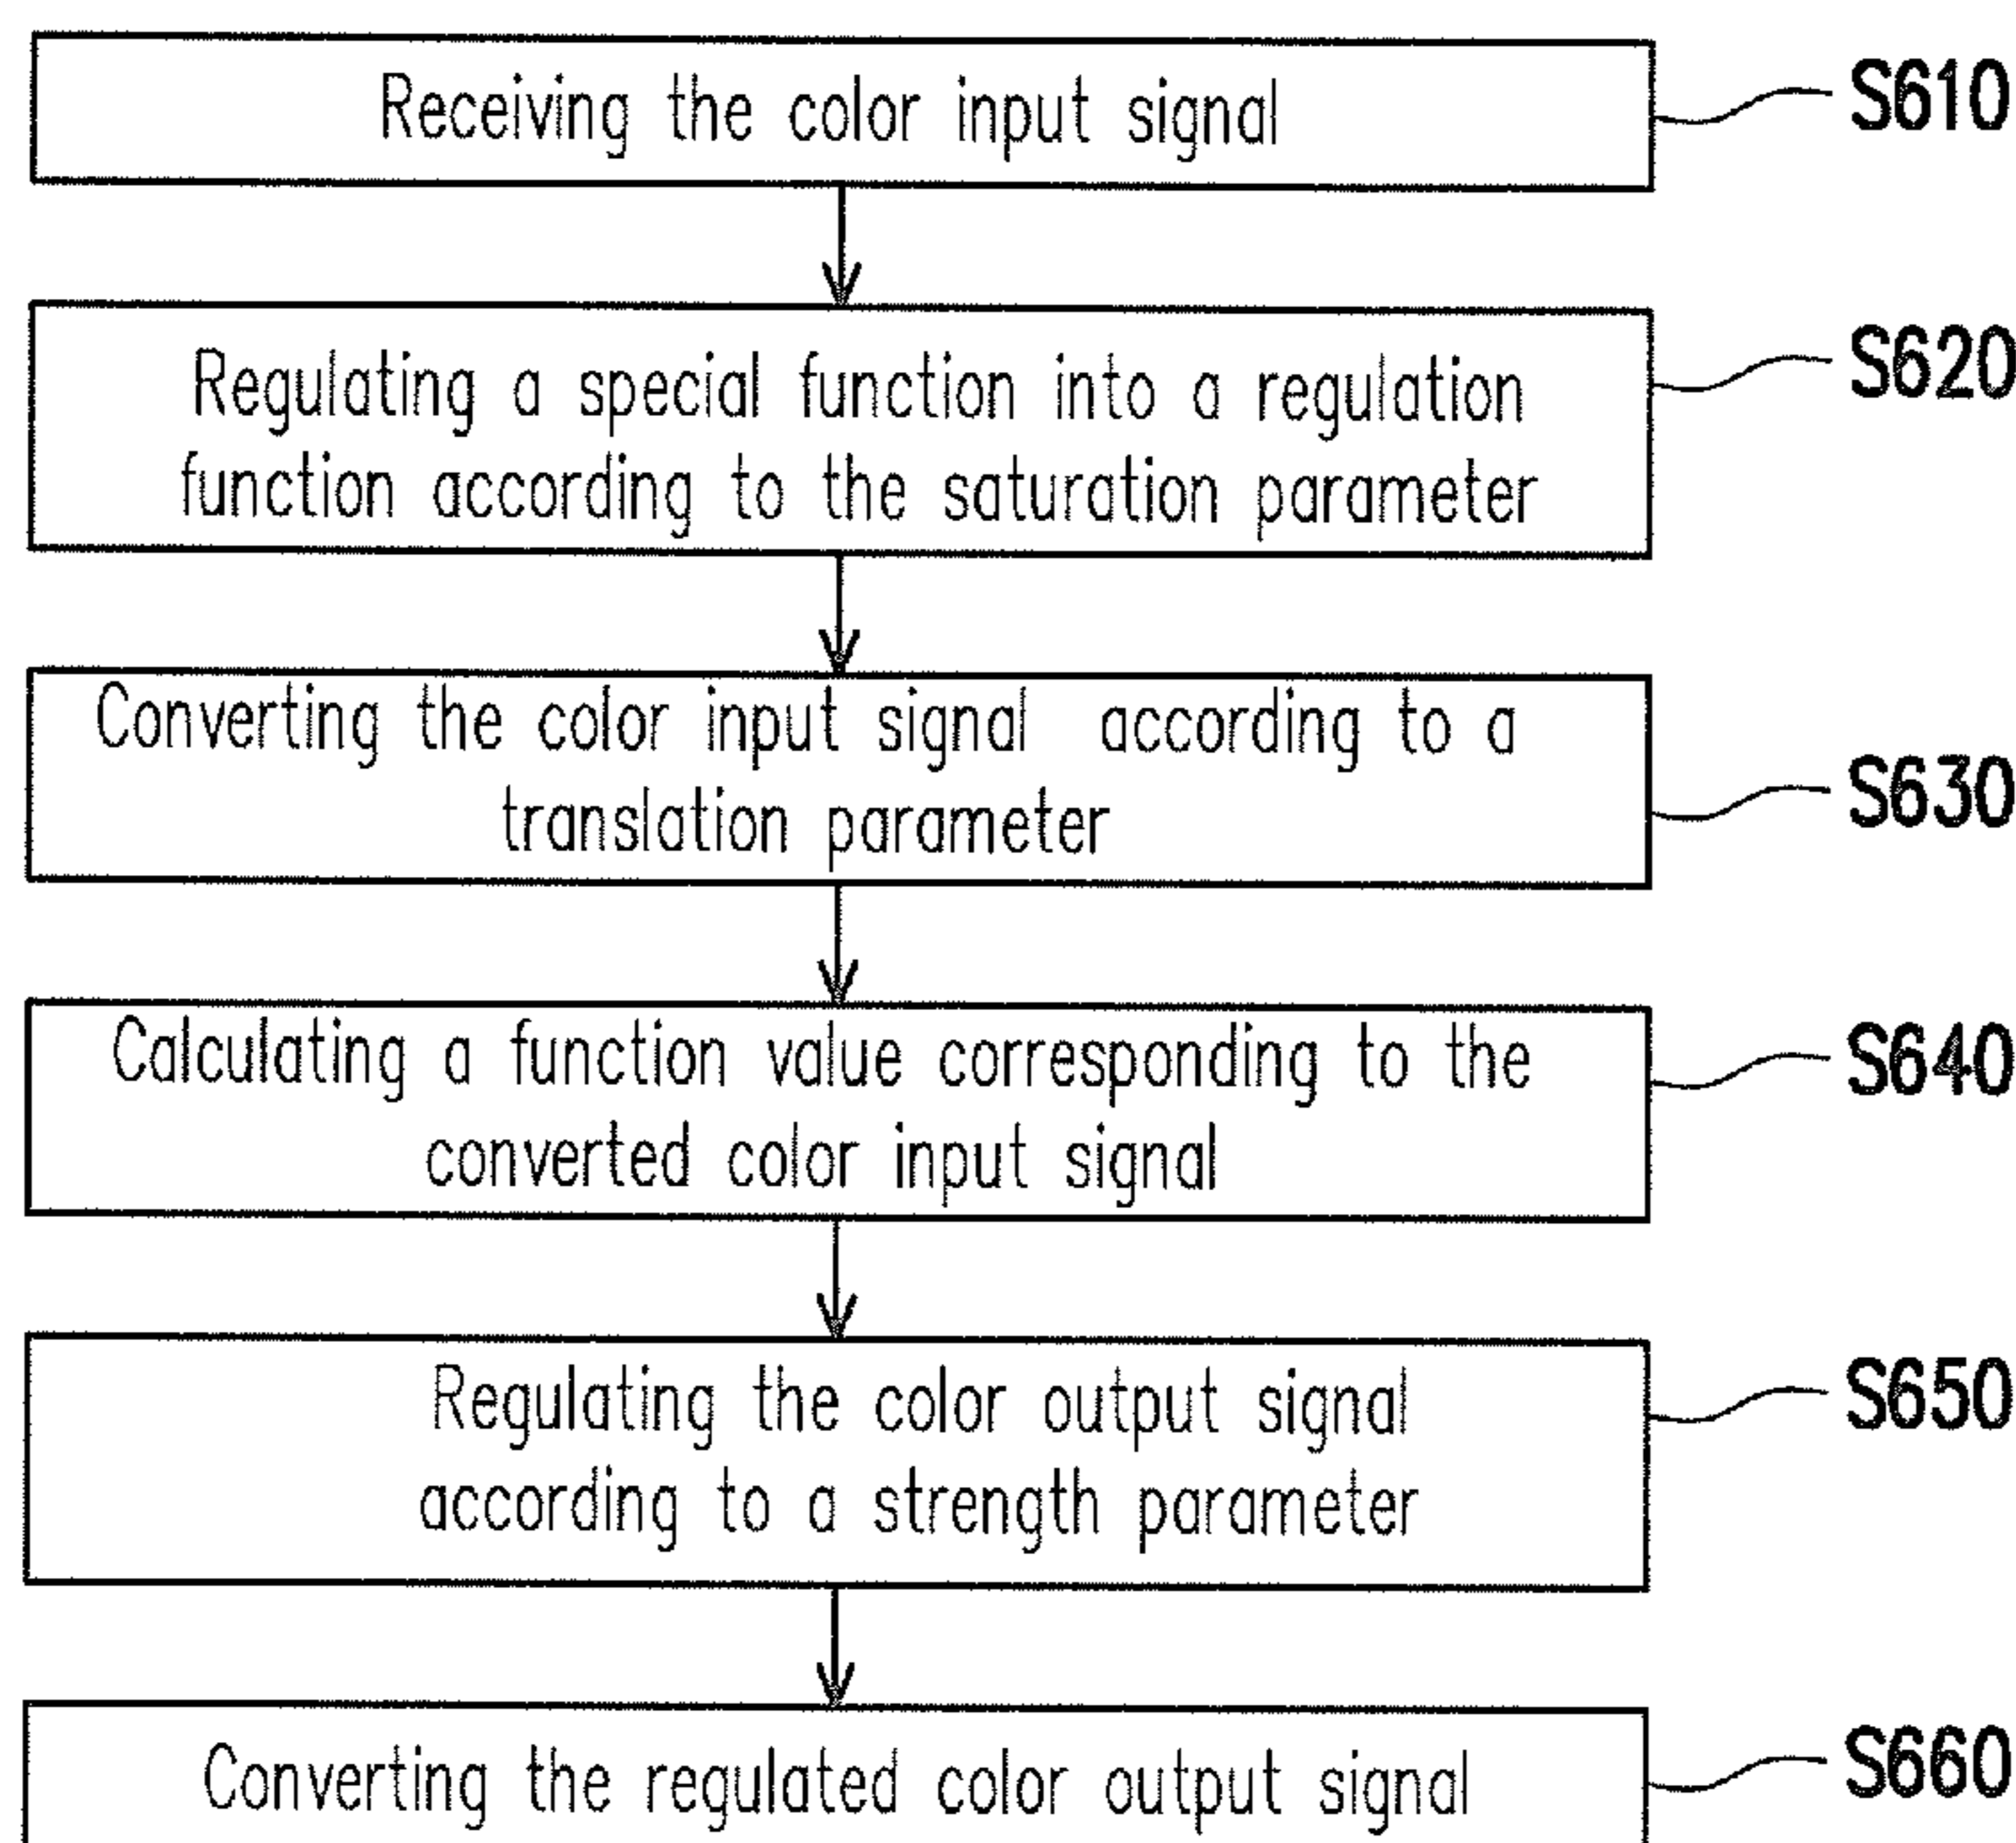 Receiving the color input signal
S610
Regulating a special function into a regulation
function according to the saturation parameter
S620
Converting the color input signal according to a
translation parameter
S630
Calculating a function value corresponding to the
converted color input signal
S640
Regulating the color output signal
according to a strength parameter
S650
Converting the regulated color output signal
S660